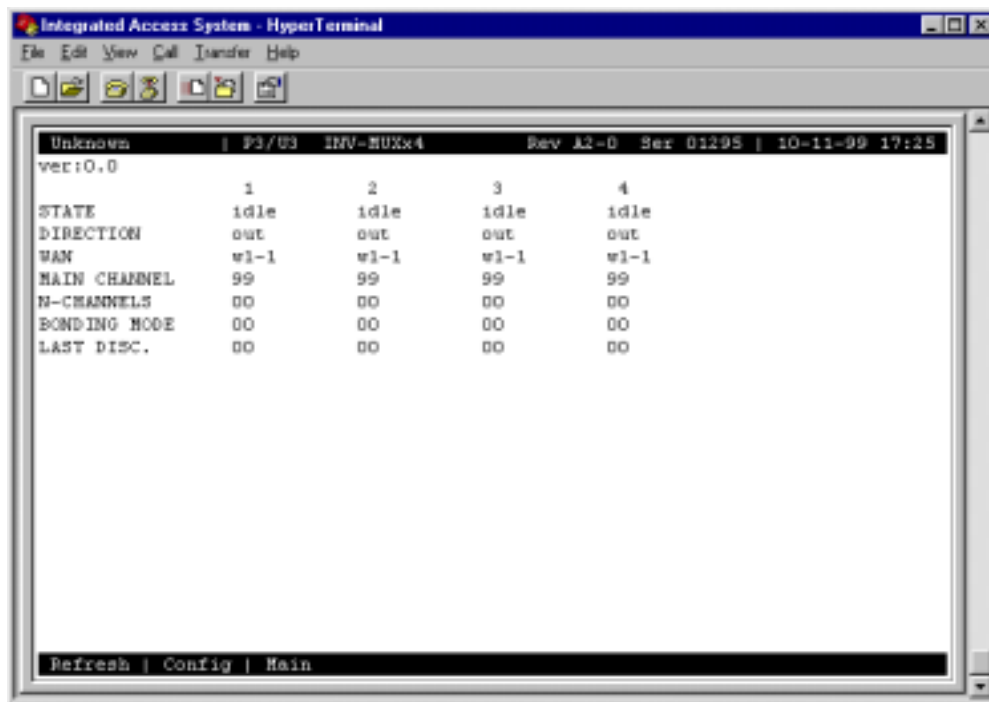 Integrated Access System - HyperTerminal
File Edit View Call Transfer Help
Unknown | P3/U3 INV-MUXx4 Rev A2-0 Ser 01295 | 10-11-99 17:25
ver:0.0
1 2 3 4
STATE idle idle idle idle
DIRECTION out out out out
WAN w1-1 w1-1 w1-1 w1-1
MAIN CHANNEL 99 99 99 99
N-CHANNELS 00 00 00 00
BONDING MODE 00 00 00 00
LAST DISC. 00 00 00 00
Refresh | Config | Main